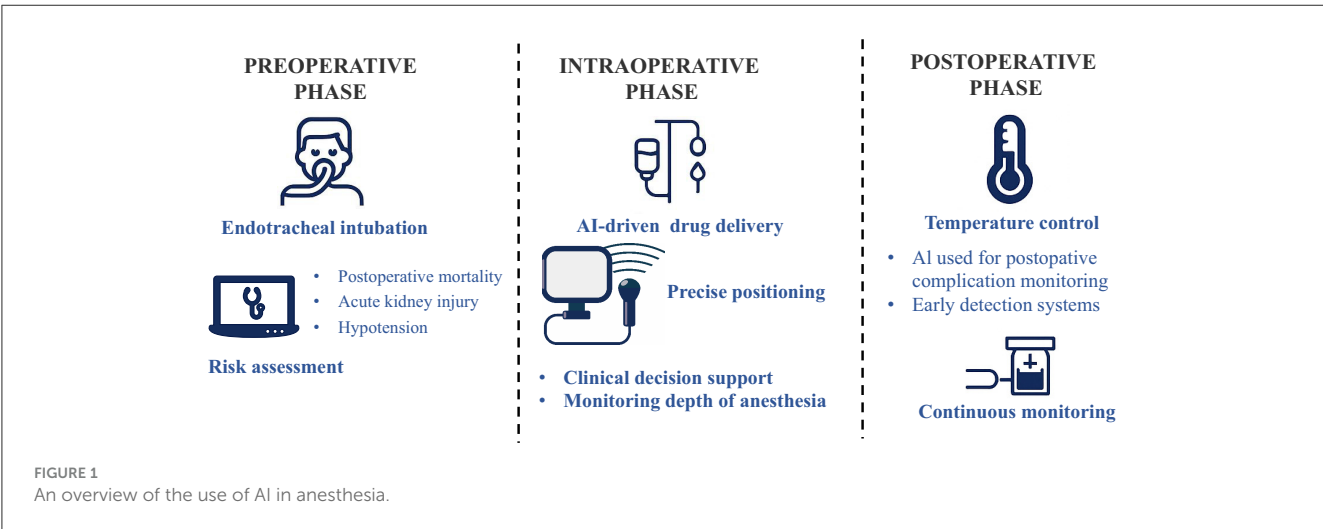 PREOPERATIVE
PHASE
Endotracheal intubation
• Postoperative mortality
• Acute kidney injury
• Hypotension
Risk assessment
INTRAOPERATIVE
PHASE
AI-driven drug delivery
Precise positioning
• Clinical decision support
• Monitoring depth of anesthesia
POSTOPERATIVE
PHASE
Temperature control
• Al used for postopative
complication monitoring
• Early detection systems
Continuous monitoring
FIGURE 1
An overview of the use of AI in anesthesia.